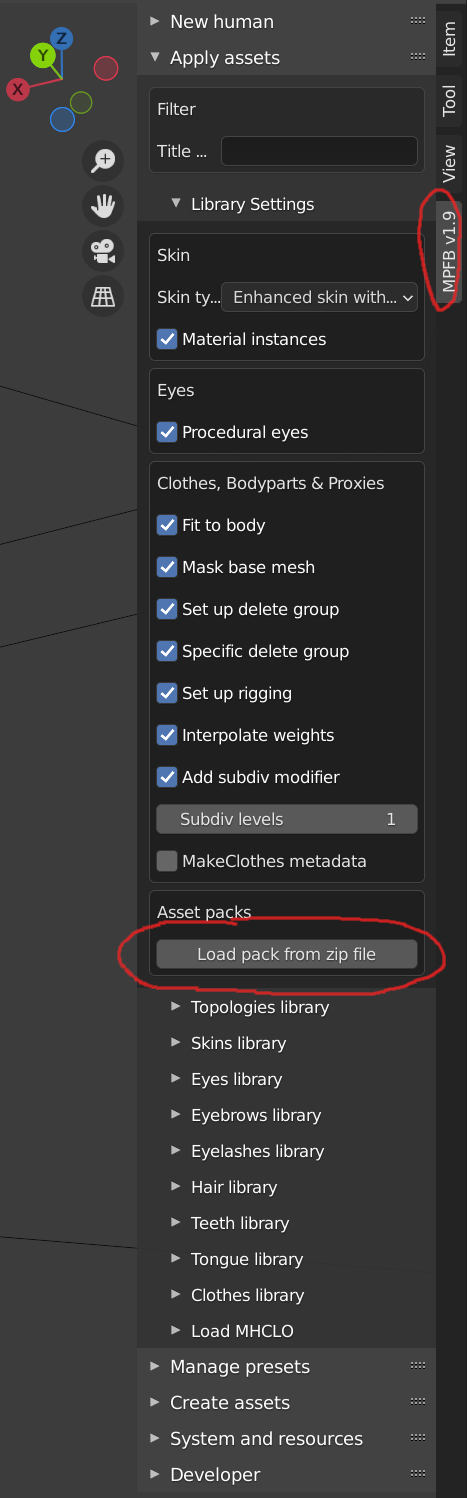 New human
Apply assets
Filter
Title ...
Library Settings
Skin
Skin ty... Enhanced skin with...
Material instances
Eyes
Procedural eyes
Clothes, Bodyparts & Proxies
Fit to body
Mask base mesh
Set up delete group
Specific delete group
Set up rigging
Interpolate weights
Add subdiv modifier
Subdiv levels 1
MakeClothes metadata
Asset packs
Load pack from zip file
Topologies library
Skins library
Eyes library
Eyebrows library
Eyelashes library
Hair library
Teeth library
Tongue library
Clothes library
Load MHCLO
Manage presets
Create assets
System and resources
Developer
Item
Tool
View
MPFB v1.9
Z
Y
X